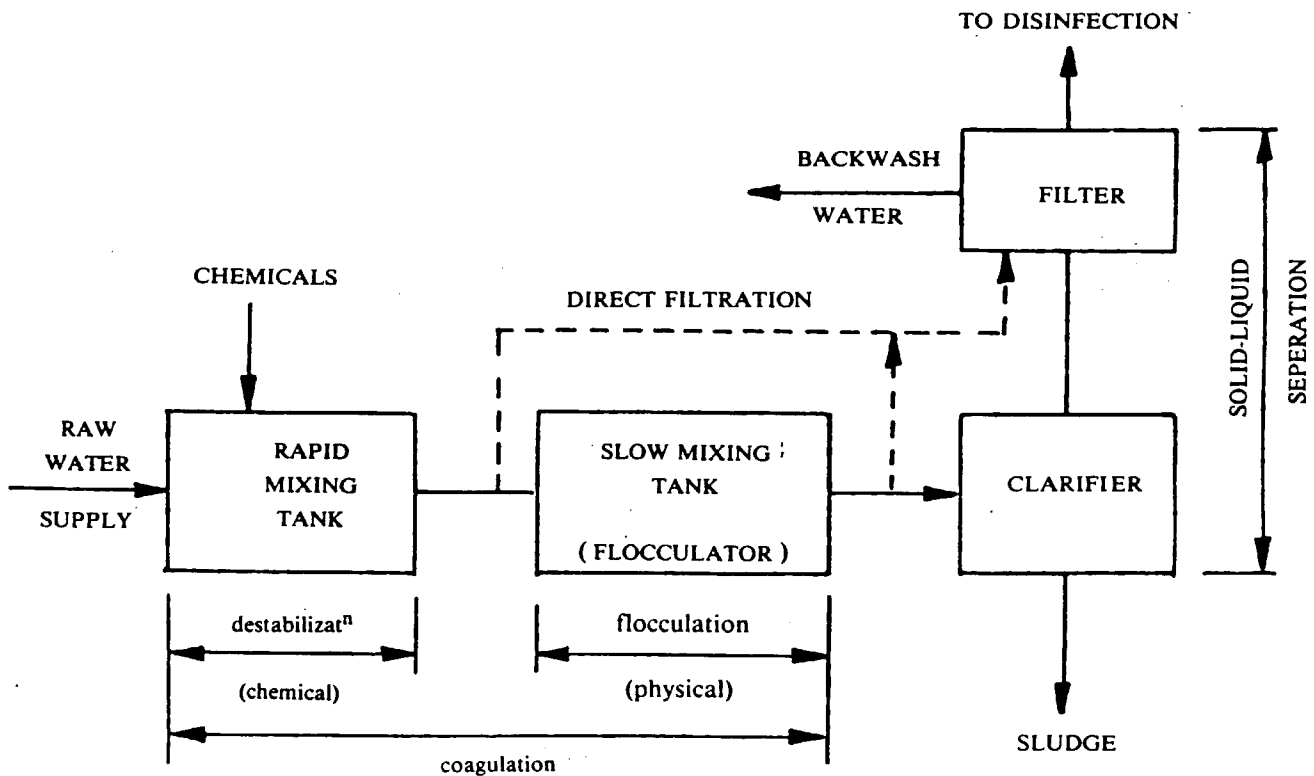 TO DISINFECTION
BACKWASH
WATER
FILTER
CHEMICALS
DIRECT FILTRATION
SOLID-LIQUID
SEPERATION
RAW
WATER
SUPPLY
RAPID
MIXING
TANK
SLOW MIXING
TANK
( FLOCCULATOR )
CLARIFIER
destabilizatⁿ
(chemical)
flocculation
(physical)
coagulation
SLUDGE